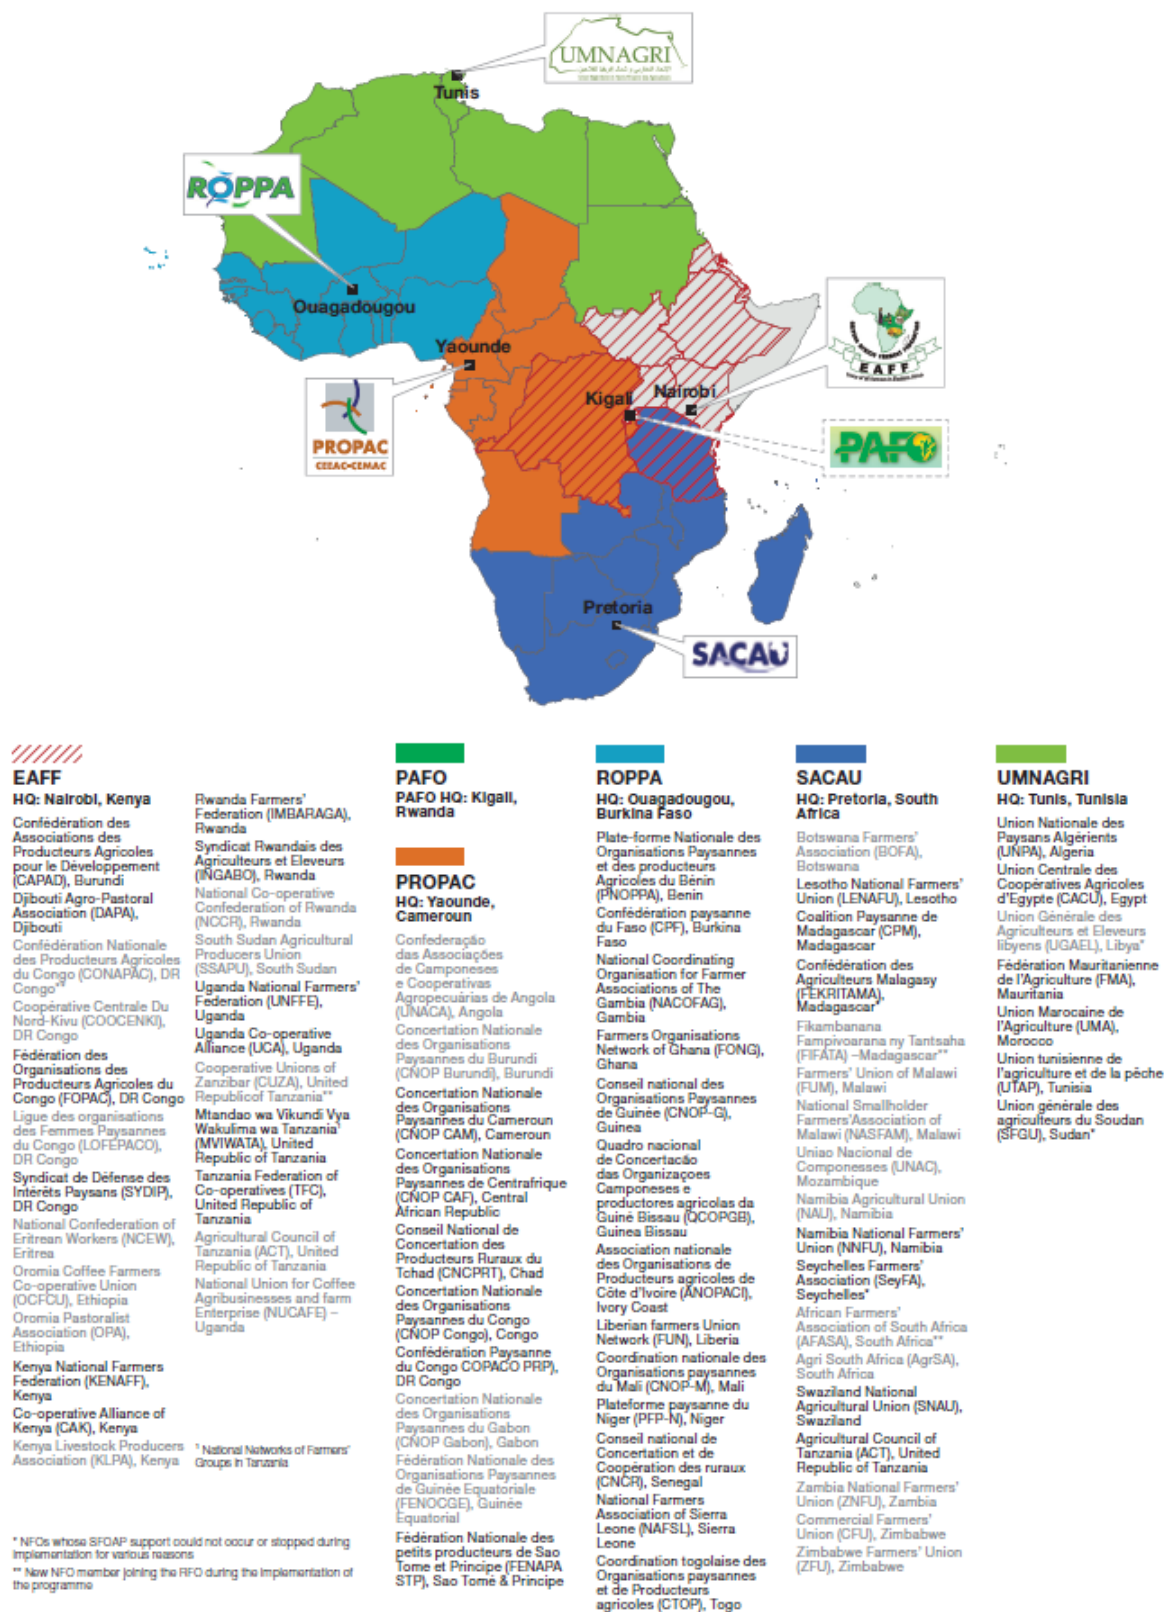 UMNAGRI
Tunis
ROPPA
Ouagadougou
Yaounde
PROPAC
CEEAC-CEMAC
Kigali
Nairobi
EAFF
PAFO
Pretoria
SACAU
EAFF
HQ: Nairobi, Kenya
Confédération des
Associations des
Producteurs Agricoles
pour le Développement
(CAPAD), Burundi
Djibouti Agro-Pastoral
Association (DAPA),
Djibouti
Confédération Nationale
des Producteurs Agricoles
du Congo (CONAPAC), DR
Congo**
Coopérative Centrale Du
Nord-Kivu (COOCENKI),
DR Congo
Fédération des
Organisations des
Producteurs Agricoles du
Congo (FOPAC), DR Congo
Ligue des organisations
des Femmes Paysannes
du Congo (LOFEPACO),
DR Congo
Syndicat de Défense des
Intérêts Paysans (SYDIP),
DR Congo
National Confederation of
Eritrean Workers (NCEW),
Eritrea
Oromia Coffee Farmers
Co-operative Union
(OCFCU), Ethiopia
Oromia Pastoralist
Association (OPA),
Ethiopia
Kenya National Farmers
Federation (KENAFF),
Kenya
Co-operative Alliance of
Kenya (CAK), Kenya
Kenya Livestock Producers
Association (KLPA), Kenya
Rwanda Farmers'
Federation (IMBARAGA),
Rwanda
Syndicat Rwandais des
Agriculteurs et Eleveurs
(INGABO), Rwanda
National Co-operative
Confederation of Rwanda
(NCCR), Rwanda
South Sudan Agricultural
Producers Union
(SSAPU), South Sudan
Uganda National Farmers'
Federation (UNFFE),
Uganda
Uganda Co-operative
Alliance (UCA), Uganda
Cooperative Unions of
Zanzibar (CUZA), United
Republicof Tanzania**
Mtandao wa Vikundi Vya
Wakulima wa Tanzania¹
(MVIWATA), United
Republic of Tanzania
Tanzania Federation of
Co-operatives (TFC),
United Republic of
Tanzania
Agricultural Council of
Tanzania (ACT), United
Republic of Tanzania
National Union for Coffee
Agribusinesses and farm
Enterprise (NUCAFE) –
Uganda
¹ National Networks of Farmers'
Groups in Tanzania
* NFOs whose SFOAP support could not occur or stopped during
implementation for various reasons
** New NFO member joining the RFO during the implementation of
the programme
PAFO
PAFO HQ: Kigali,
Rwanda
PROPAC
HQ: Yaounde,
Cameroun
Confederação
das Associações
de Camponeses
e Cooperativas
Agropecuárias de Angola
(UNACA), Angola
Concertation Nationale
des Organisations
Paysannes du Burundi
(CNOP Burundi), Burundi
Concertation Nationale
des Organisations
Paysannes du Cameroun
(CNOP CAM), Cameroun
Concertation Nationale
des Organisations
Paysannes de Centrafrique
(CNOP CAF), Central
African Republic
Conseil National de
Concertation des
Producteurs Ruraux du
Tchad (CNCPRT), Chad
Concertation Nationale
des Organisations
Paysannes du Congo
(CNOP Congo), Congo
Confédération Paysanne
du Congo COPACO PRP),
DR Congo
Concertation Nationale
des Organisations
Paysannes du Gabon
(CNOP Gabon), Gabon
Fédération Nationale des
Organisations Paysannes
de Guinée Equatoriale
(FENOCGE), Guinée
Equatorial
Fédération Nationale des
petits producteurs de Sao
Tome et Principe (FENAPA
STP), Sao Tomé & Principe
ROPPA
HQ: Ouagadougou,
Burkina Faso
Plate-forme Nationale des
Organisations Paysannes
et des producteurs
Agricoles du Bénin
(PNOPPA), Benin
Confédération paysanne
du Faso (CPF), Burkina
Faso
National Coordinating
Organisation for Farmer
Associations of The
Gambia (NACOFAG),
Gambia
Farmers Organisations
Network of Ghana (FONG),
Ghana
Conseil national des
Organisations Paysannes
de Guinée (CNOP-G),
Guinea
Quadro nacional
de Concertacão
das Organizaçoes
Camponeses e
productores agricolas da
Guiné Bissau (QCOPGB),
Guinea Bissau
Association nationale
des Organisations de
Producteurs agricoles de
Côte d'Ivoire (ANOPACI),
Ivory Coast
Liberian farmers Union
Network (FUN), Liberia
Coordination nationale des
Organisations paysannes
du Mali (CNOP-M), Mali
Plateforme paysanne du
Niger (PFP-N), Niger
Conseil national de
Concertation et de
Coopération des ruraux
(CNCR), Senegal
National Farmers
Association of Sierra
Leone (NAFSL), Sierra
Leone
Coordination togolaise des
Organisations paysannes
et de Producteurs
agricoles (CTOP), Togo
SACAU
HQ: Pretoria, South
Africa
Botswana Farmers'
Association (BOFA),
Botswana
Lesotho National Farmers'
Union (LENAFU), Lesotho
Coalition Paysanne de
Madagascar (CPM),
Madagascar
Confédération des
Agriculteurs Malagasy
(FEKRITAMA),
Madagascar*
Fikambanana
Fampivoarana ny Tantsaha
(FIFATA) –Madagascar**
Farmers' Union of Malawi
(FUM), Malawi
National Smallholder
Farmers'Association of
Malawi (NASFAM), Malawi
Uniao Nacional de
Componesses (UNAC),
Mozambique
Namibia Agricultural Union
(NAU), Namibia
Namibia National Farmers'
Union (NNFU), Namibia
Seychelles Farmers'
Association (SeyFA),
Seychelles*
African Farmers'
Association of South Africa
(AFASA), South Africa**
Agri South Africa (AgrSA),
South Africa
Swaziland National
Agricultural Union (SNAU),
Swaziland
Agricultural Council of
Tanzania (ACT), United
Republic of Tanzania
Zambia National Farmers'
Union (ZNFU), Zambia
Commercial Farmers'
Union (CFU), Zimbabwe
Zimbabwe Farmers' Union
(ZFU), Zimbabwe
UMNAGRI
HQ: Tunis, Tunisia
Union Nationale des
Paysans Algérients
(UNPA), Algeria
Union Centrale des
Coopératives Agricoles
d'Egypte (CACU), Egypt
Union Générale des
Agriculteurs et Eleveurs
libyens (UGAEL), Libya*
Fédération Mauritanienne
de l'Agriculture (FMA),
Mauritania
Union Marocaine de
l'Agriculture (UMA),
Morocco
Union tunisienne de
l'agriculture et de la pêche
(UTAP), Tunisia
Union générale des
agriculteurs du Soudan
(SFGU), Sudan*